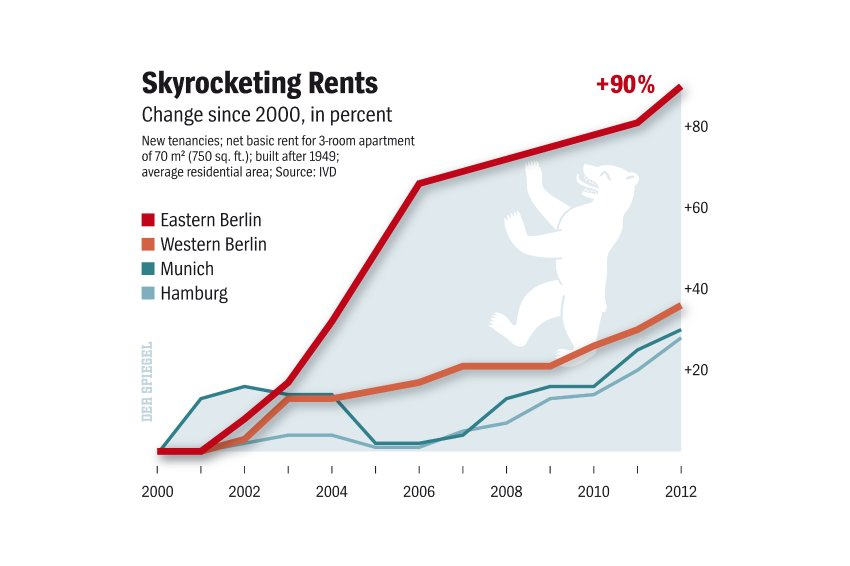 Skyrocketing Rents
Change since 2000, in percent
New tenancies; net basic rent for 3-room apartment
of 70 m² (750 sq. ft.); built after 1949;
average residential area; Source: IVD
+90%
Eastern Berlin
Western Berlin
Munich
Hamburg
+80
+60
+40
+20
DER SPIEGEL
2000 2002 2004 2006 2008 2010 2012